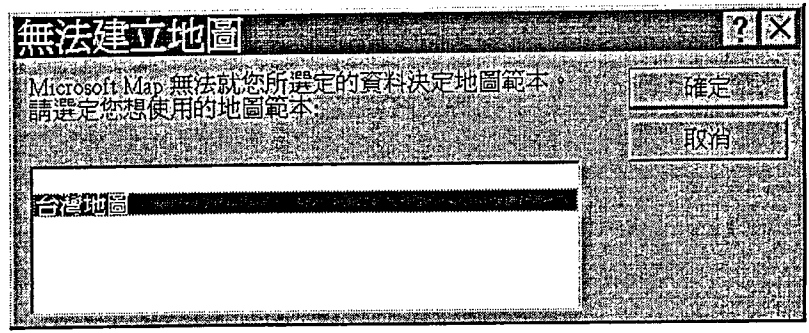 無法建立地圖
Microsoft Map 無法就您所選定的資料決定地圖範本。
請選定您想使用的地圖範本:
確定
取消
台灣地圖